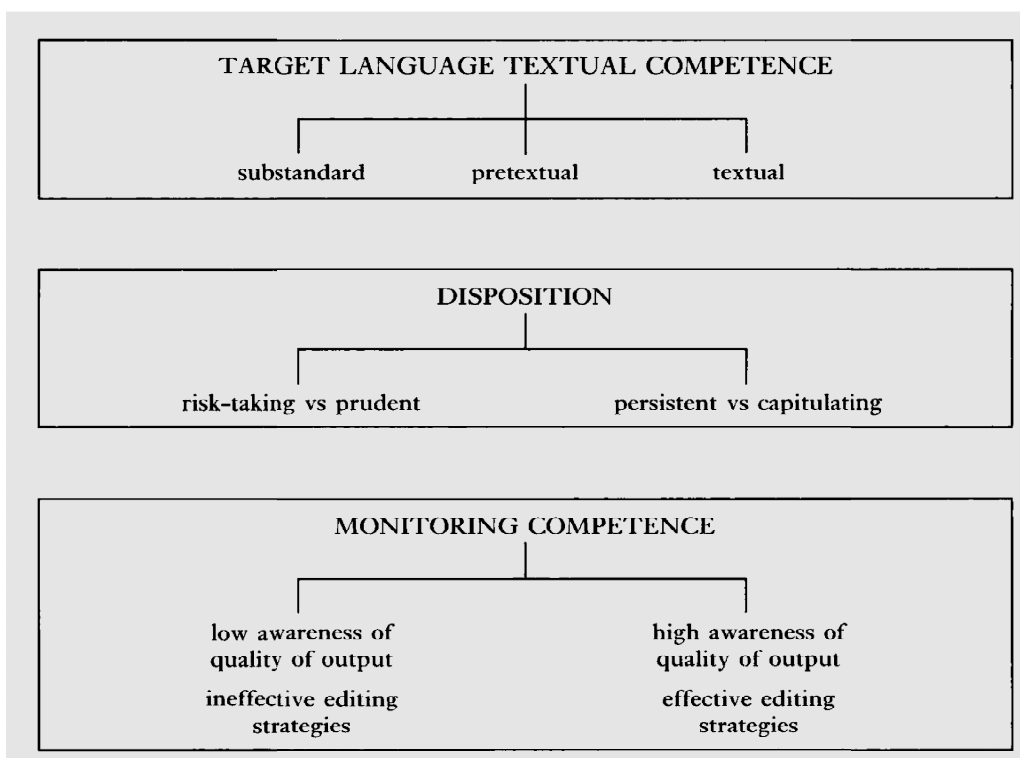 TARGET LANGUAGE TEXTUAL COMPETENCE
substandard pretextual textual
DISPOSITION
risk-taking vs prudent persistent vs capitulating
MONITORING COMPETENCE
low awareness of high awareness of
quality of output quality of output
ineffective editing effective editing
strategies strategies